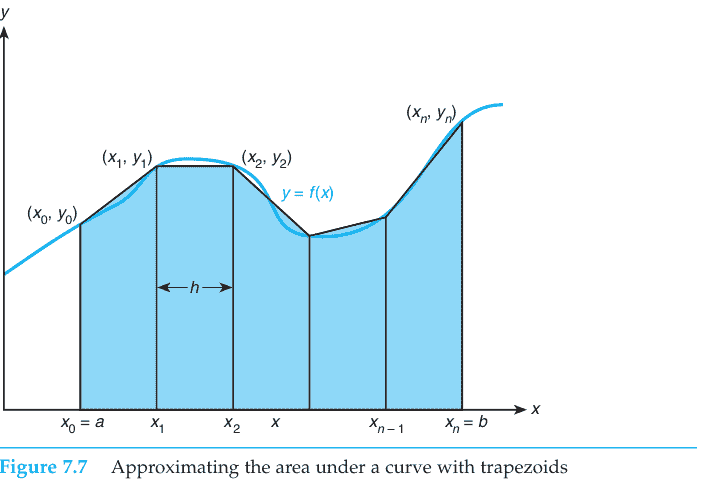 y
(xₙ, yₙ)
(x₁, y₁) (x₂, y₂)
y = f(x)
(x₀, y₀)
h
x
x₀ = a x₁ x₂ x xₙ₋₁ xₙ = b
Figure 7.7 Approximating the area under a curve with trapezoids